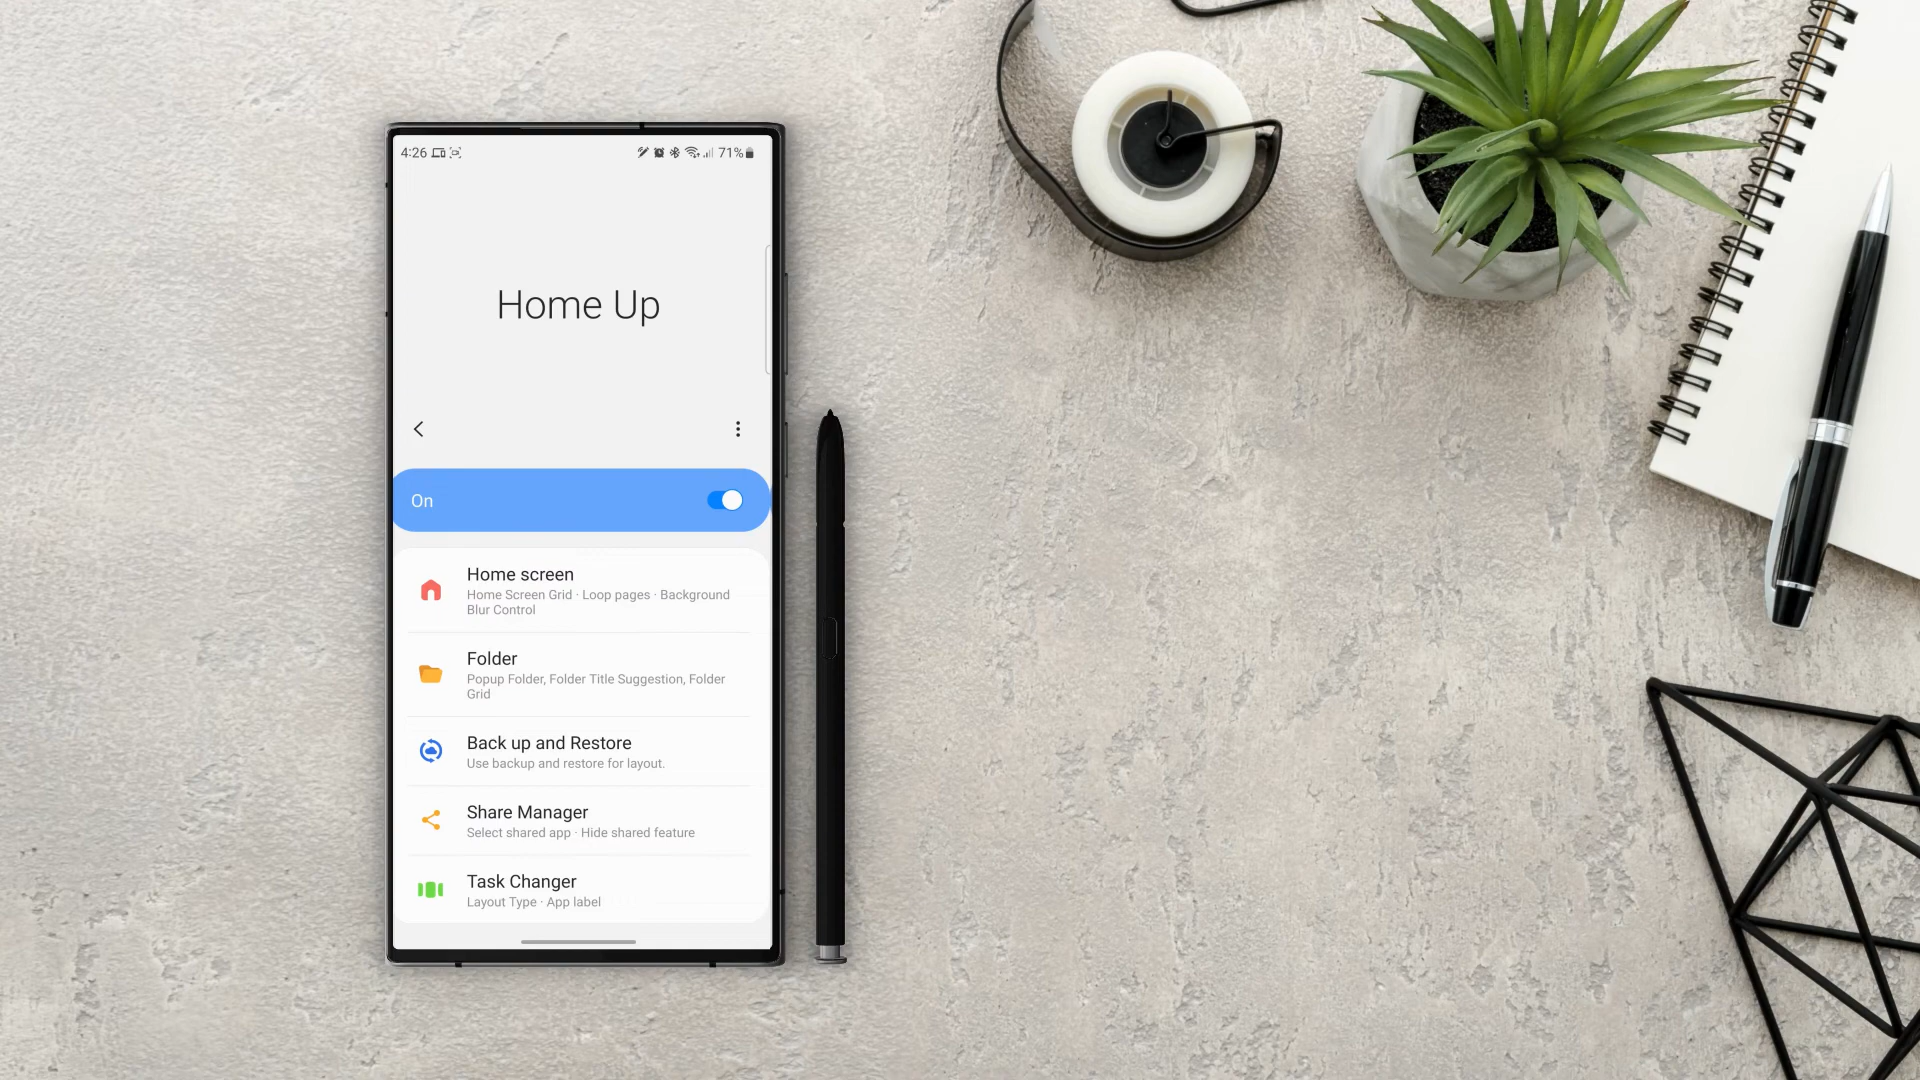 4:26 71%
Home Up
On
Home screen
Home Screen Grid · Loop pages · Background
Blur Control
Folder
Popup Folder, Folder Title Suggestion, Folder
Grid
Back up and Restore
Use backup and restore for layout.
Share Manager
Select shared app · Hide shared feature
Task Changer
Layout Type · App label